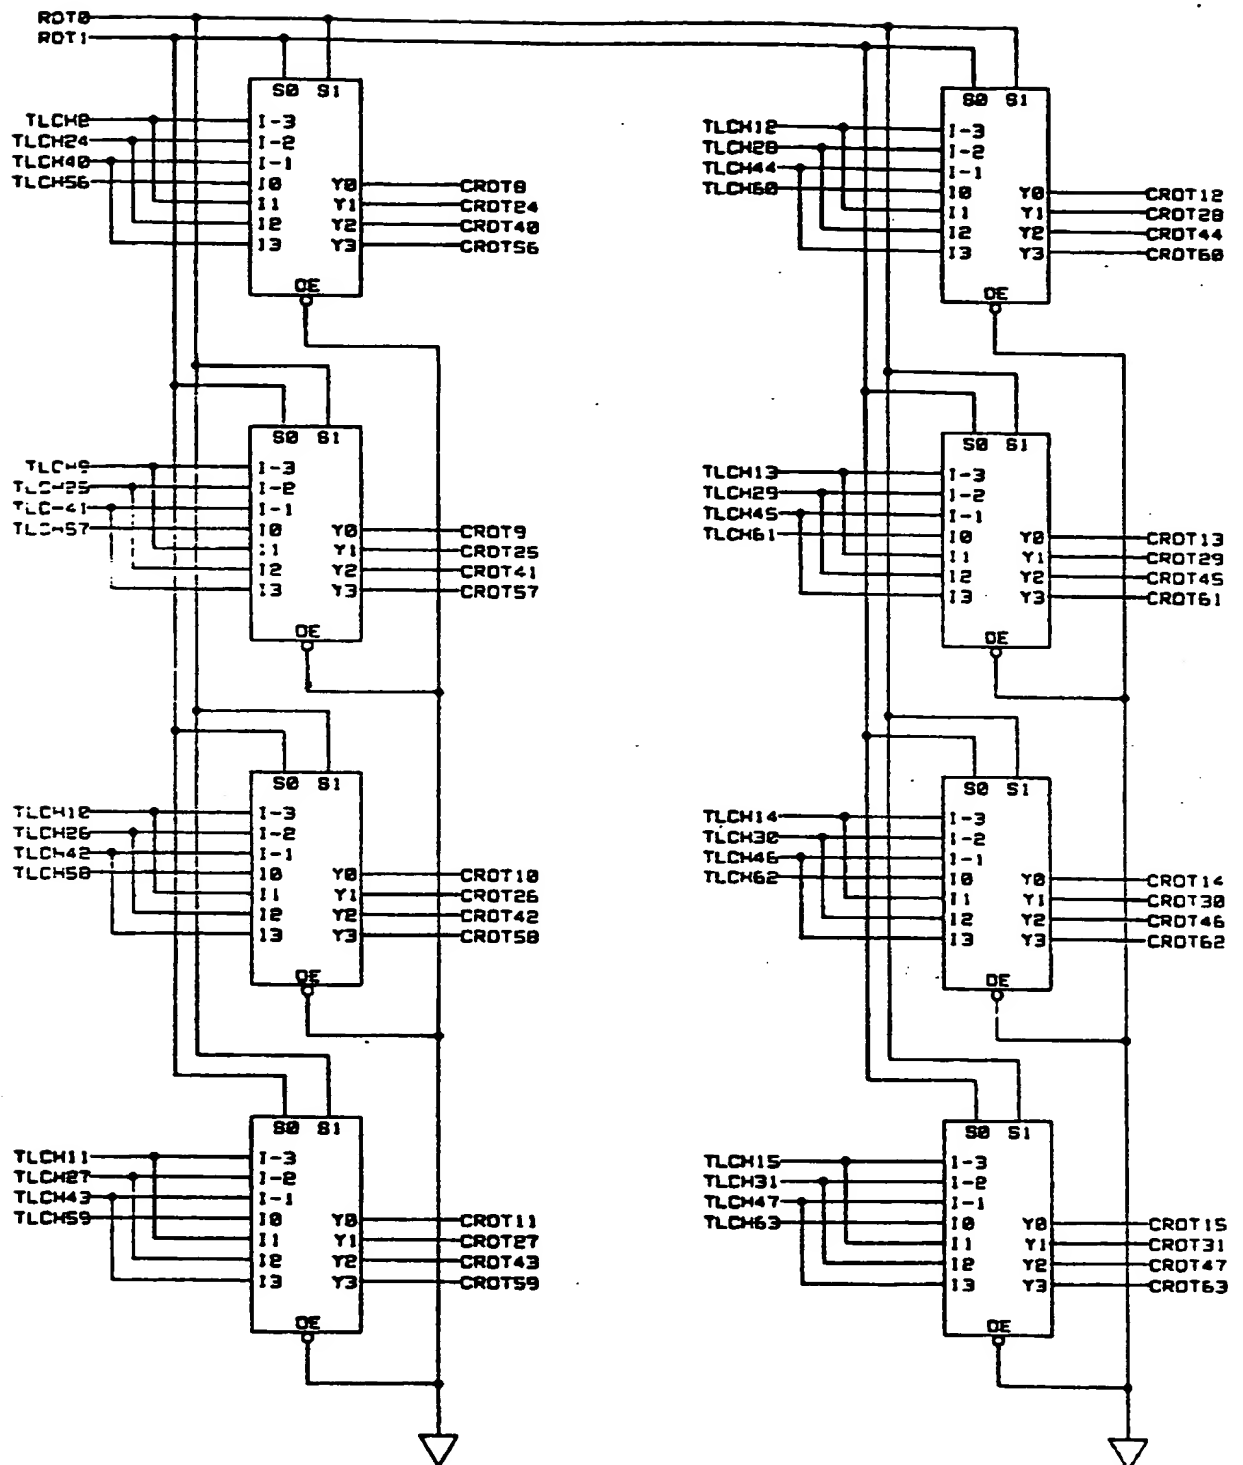 ROT0
ROT1
S0 S1
TLCH8 I-3
TLCH24 I-2
TLCH40 I-1
TLCH56 I0 Y0 CROT8
I1 Y1 CROT24
I2 Y2 CROT40
I3 Y3 CROT56
OE
S0 S1
TLCH9 I-3
TLCH25 I-2
TLCH41 I-1
TLCH57 I0 Y0 CROT9
I1 Y1 CROT25
I2 Y2 CROT41
I3 Y3 CROT57
OE
S0 S1
TLCH10 I-3
TLCH26 I-2
TLCH42 I-1
TLCH58 I0 Y0 CROT10
I1 Y1 CROT26
I2 Y2 CROT42
I3 Y3 CROT58
OE
S0 S1
TLCH11 I-3
TLCH27 I-2
TLCH43 I-1
TLCH59 I0 Y0 CROT11
I1 Y1 CROT27
I2 Y2 CROT43
I3 Y3 CROT59
OE
S0 S1
TLCH12 I-3
TLCH28 I-2
TLCH44 I-1
TLCH60 I0 Y0 CROT12
I1 Y1 CROT28
I2 Y2 CROT44
I3 Y3 CROT60
OE
S0 S1
TLCH13 I-3
TLCH29 I-2
TLCH45 I-1
TLCH61 I0 Y0 CROT13
I1 Y1 CROT29
I2 Y2 CROT45
I3 Y3 CROT61
OE
S0 S1
TLCH14 I-3
TLCH30 I-2
TLCH46 I-1
TLCH62 I0 Y0 CROT14
I1 Y1 CROT30
I2 Y2 CROT46
I3 Y3 CROT62
OE
S0 S1
TLCH15 I-3
TLCH31 I-2
TLCH47 I-1
TLCH63 I0 Y0 CROT15
I1 Y1 CROT31
I2 Y2 CROT47
I3 Y3 CROT63
OE